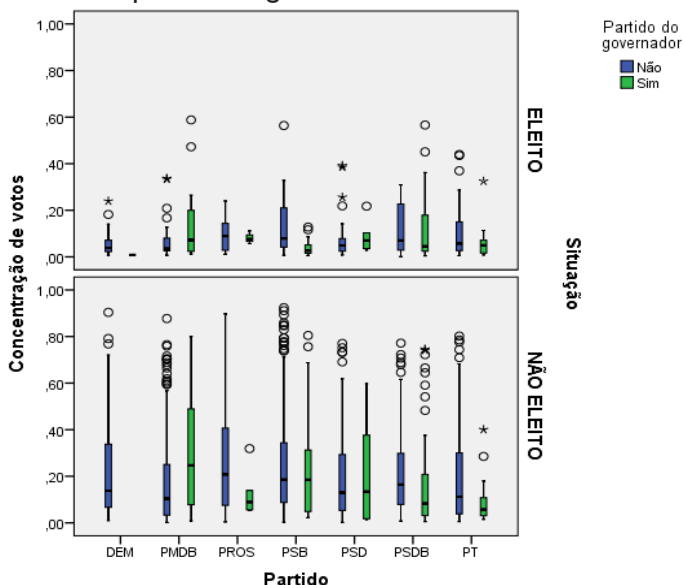 Partido do
governador
Não
Sim
Concentração de votos
1,00
,80
,60
,40
,20
,00
ELEITO
1,00
,80
,60
,40
,20
,00
NÃO ELEITO
Situação
DEM PMDB PROS PSB PSD PSDB PT
Partido